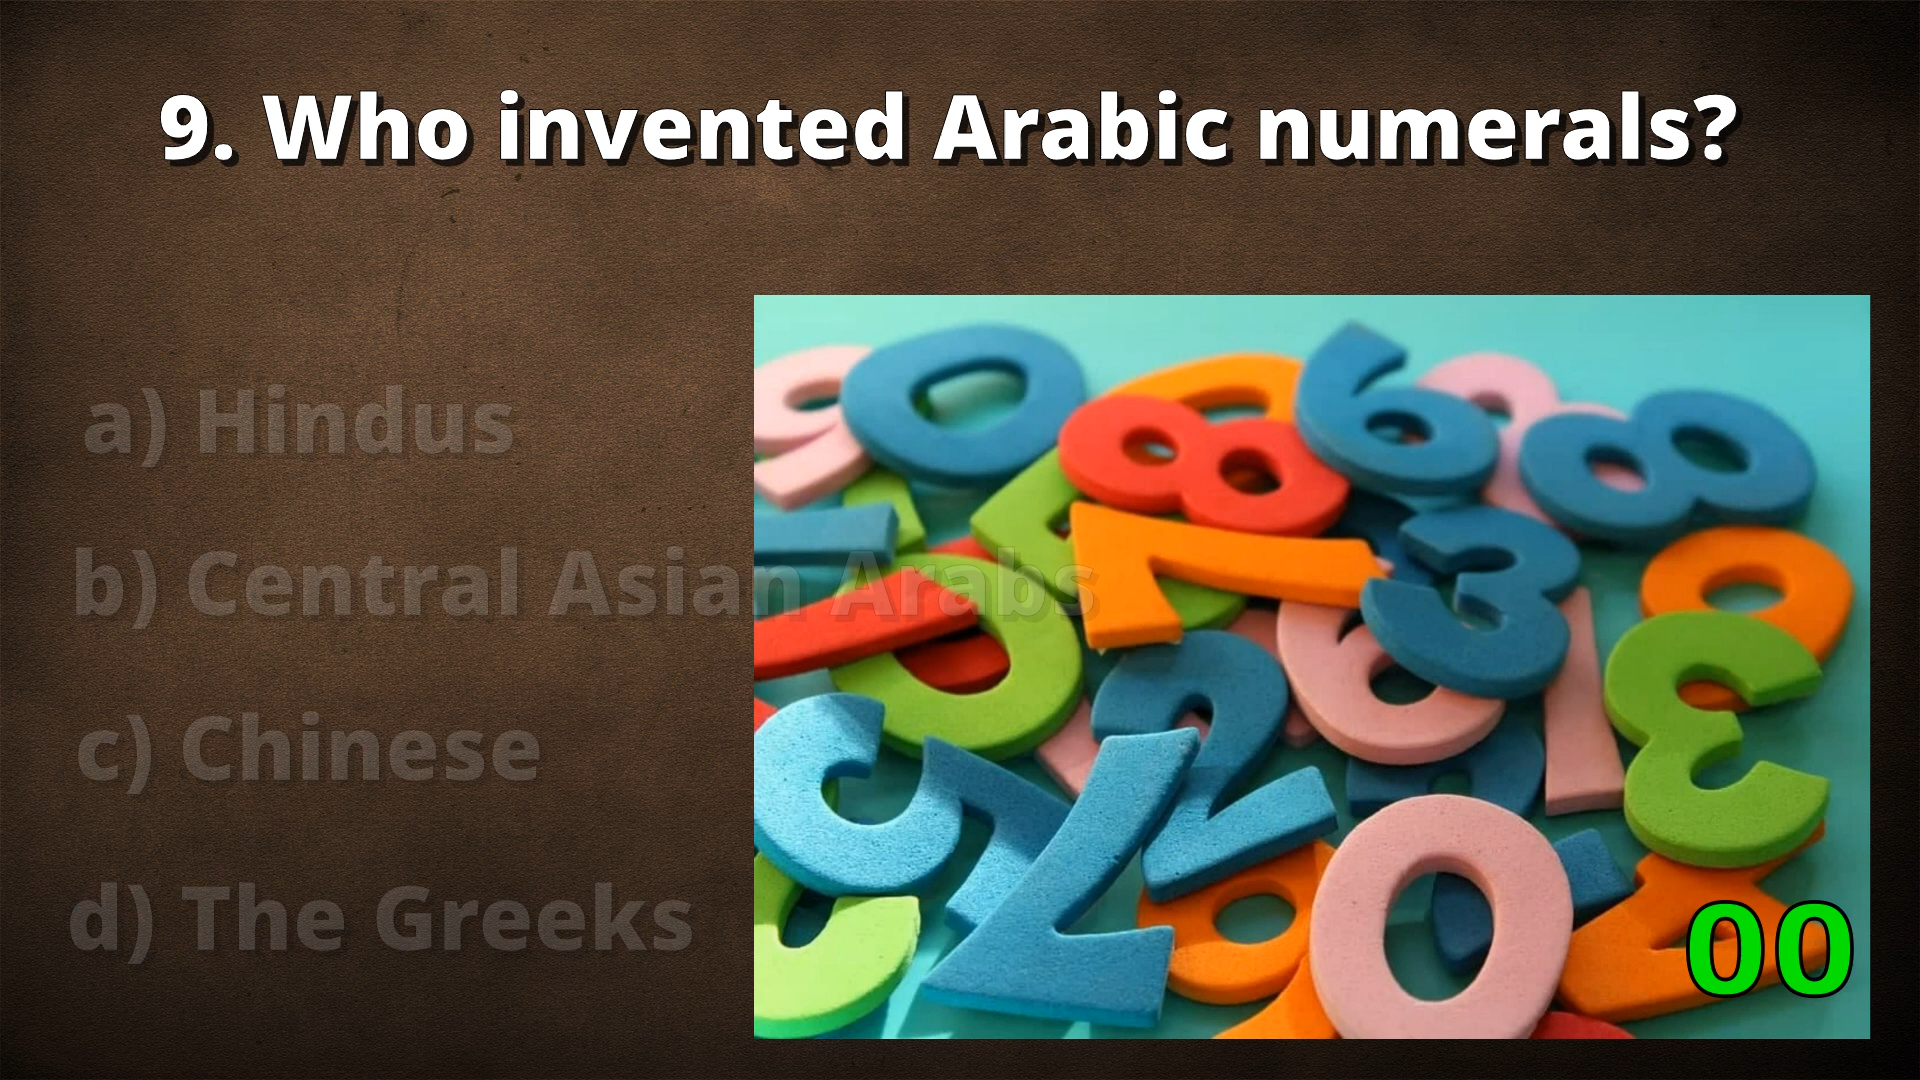 9. Who invented Arabic numerals?
a) Hindus
b) Central Asian Arabs
c) Chinese
d) The Greeks
00